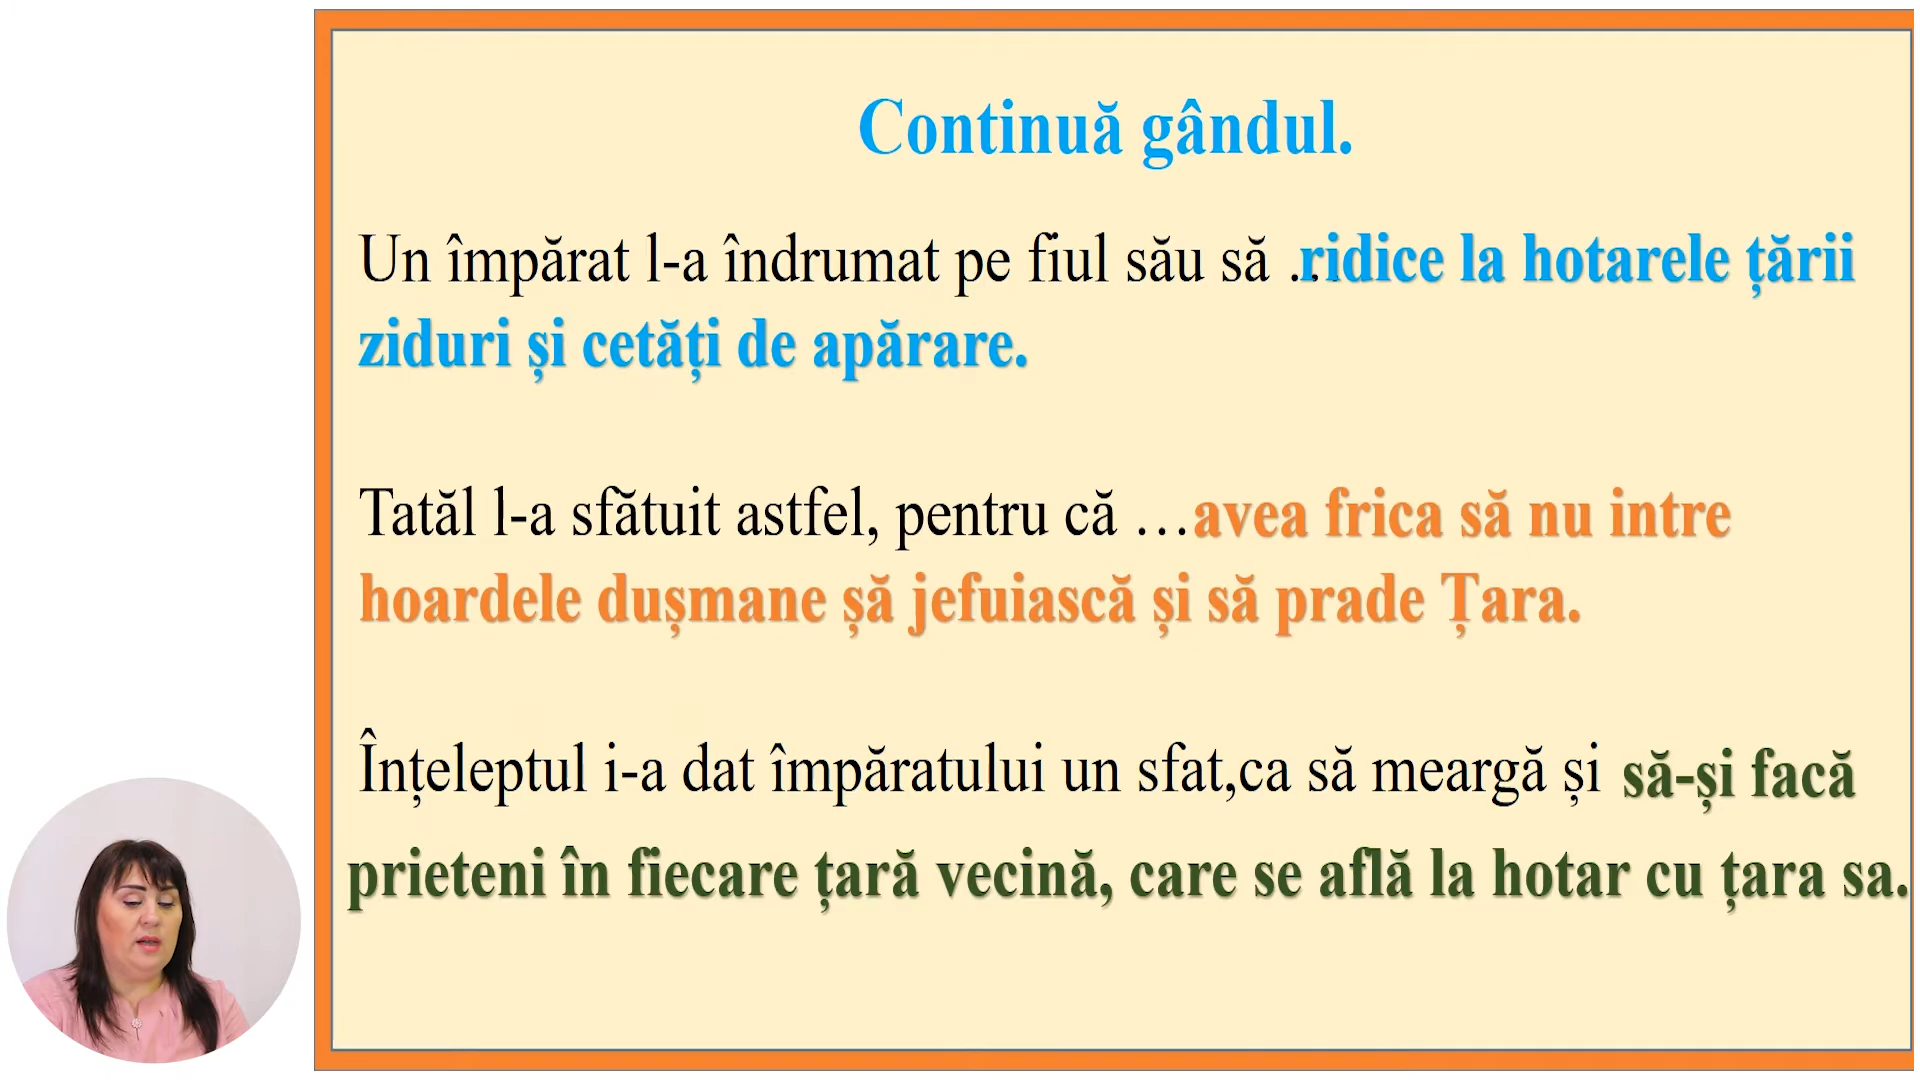 Continuă gândul.
Un împărat l-a îndrumat pe fiul său să …ridice la hotarele țării
ziduri și cetăți de apărare.
Tatăl l-a sfătuit astfel, pentru că …avea frica să nu intre
hoardele dușmane șă jefuiască și să prade Țara.
Înțeleptul i-a dat împăratului un sfat,ca să meargă și să-și facă
prieteni în fiecare țară vecină, care se află la hotar cu țara sa.